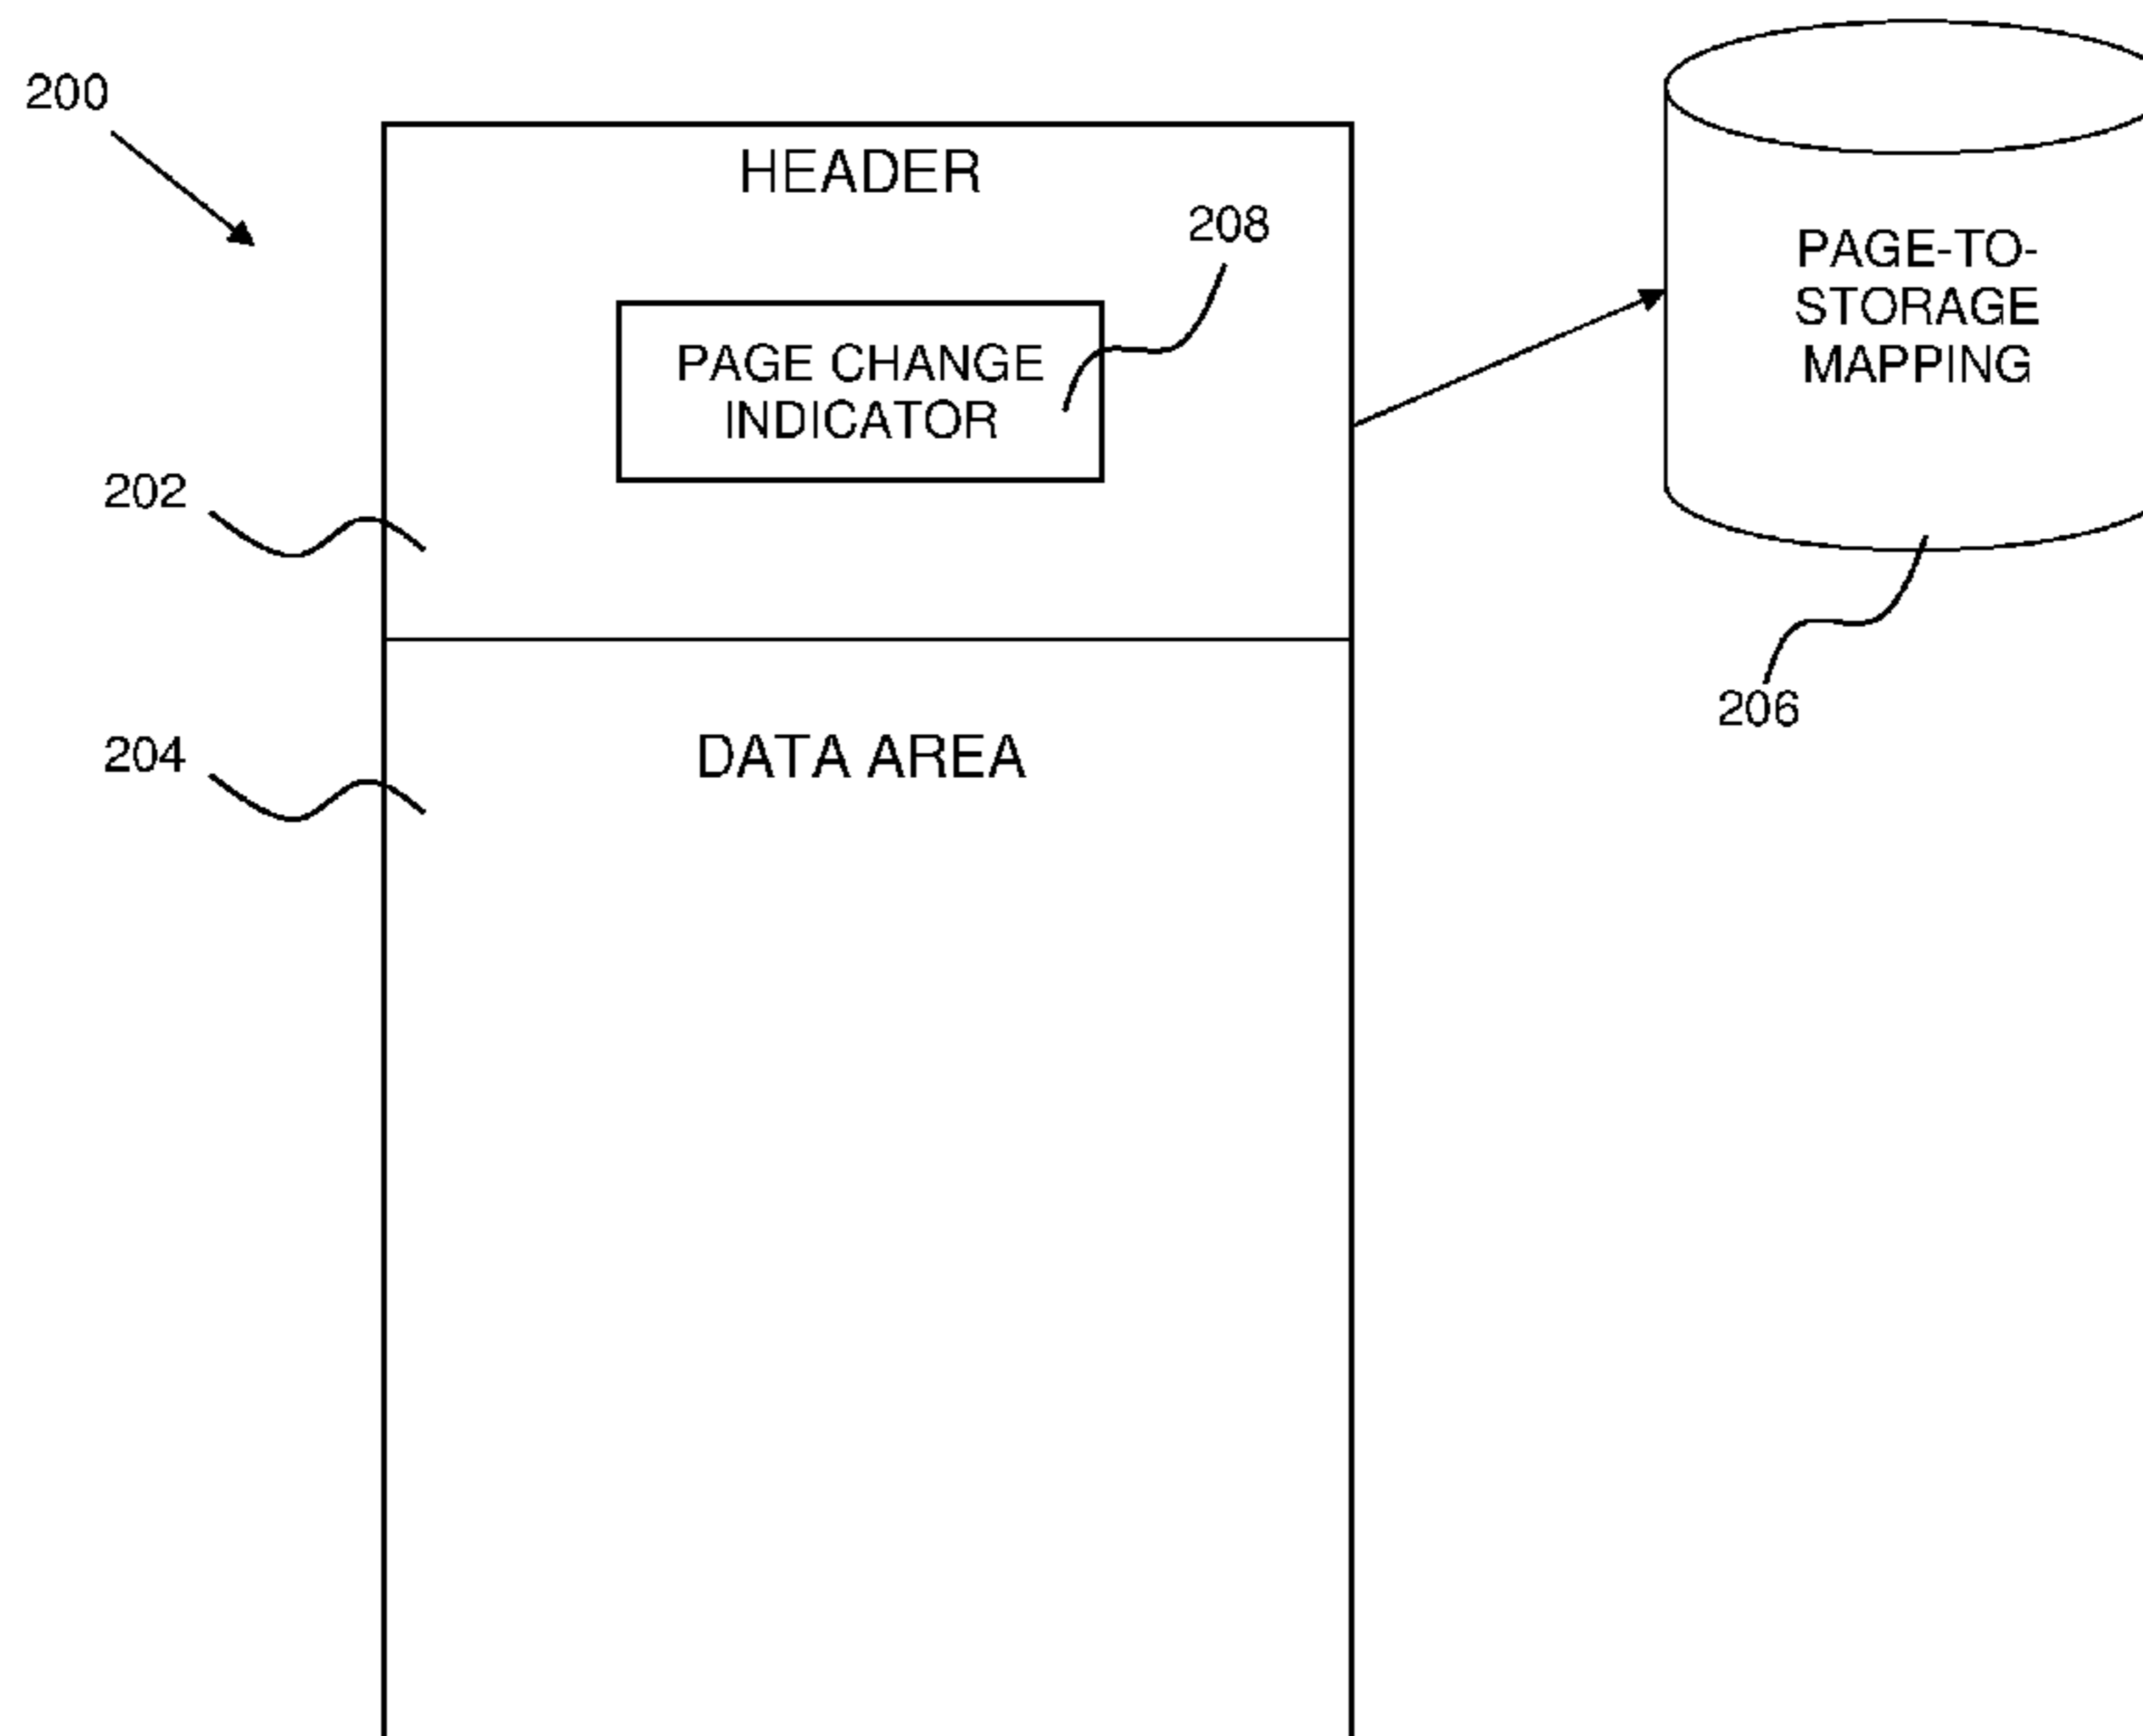 200
HEADER
208
PAGE CHANGE
INDICATOR
PAGE-TO-
STORAGE
MAPPING
202
206
204
DATA AREA